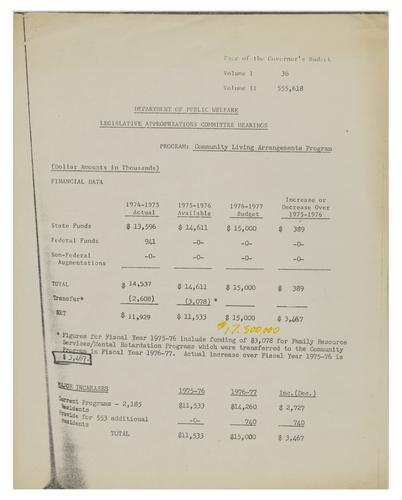 Page of the Governor's Budget
Volume I 36
Volume II 555,618
DEPARTMENT OF PUBLIC WELFARE
LEGISLATIVE APPROPRIATIONS COMMITTEE HEARINGS
PROGRAM: Community Living Arrangements Program
(Dollar Amounts in Thousands)
FINANCIAL DATA
1974-1975 Actual 1975-1976 Available 1976-1977 Budget Increase or Decrease Over 1975-1976
State Funds $ 13,596 $ 14,611 $ 15,000 $ 389
Federal Funds 941 -0- -0- -0-
Non-Federal Augmentations -0- -0- -0- -0-
TOTAL $ 14,537 $ 14,611 $ 15,000 $ 389
Transfer* (2,608) (3,078) *
NET $ 11,929 $ 11,533 $ 15,000 $ 3,467
17,500,000
* Figures for Fiscal Year 1975-76 include funding of $3,078 for Family Resource
Services/Mental Retardation Programs which were transferred to the Community
Program in Fiscal Year 1976-77. Actual increase over Fiscal Year 1975-76 is
$ 3,467.
MAJOR INCREASES 1975-76 1976-77 Inc.(Dec.)
Current Programs - 2,185 Residents $11,533 $14,260 $ 2,727
Provide for 553 additional Residents -0- 740 740
TOTAL $11,533 $15,000 $ 3,467